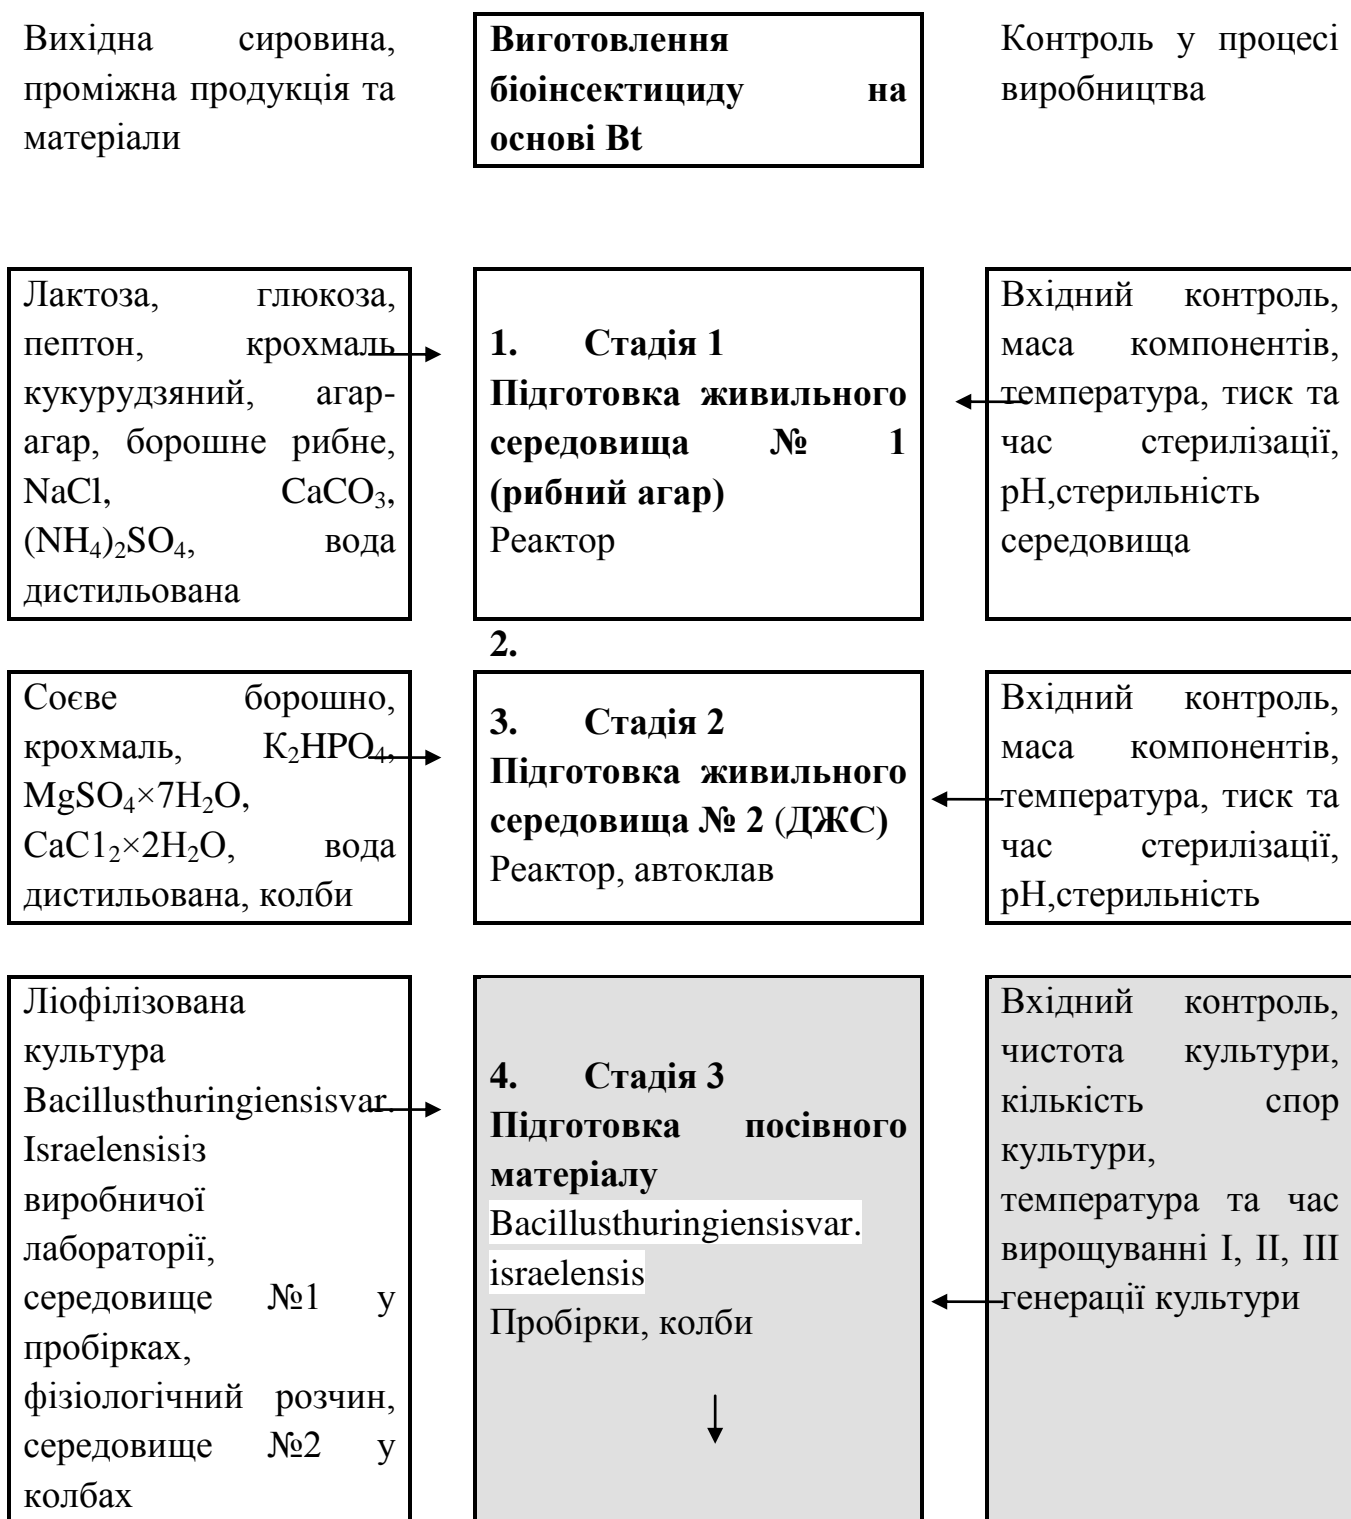 Вихідна сировина,
проміжна продукція та
матеріали
Виготовлення
біоінсектициду на
основі Bt
Контроль у процесі
виробництва
Лактоза, глюкоза,
пептон, крохмаль
кукурудзяний, агар-
агар, борошне рибне,
NaCl, CaCO₃,
(NH₄)₂SO₄, вода
дистильована
1. Стадія 1
Підготовка живильного
середовища № 1
(рибний агар)
Реактор
Вхідний контроль,
маса компонентів,
температура, тиск та
час стерилізації,
pH,стерильність
середовища
2.
Соєве борошно,
крохмаль, K₂HPO₄,
MgSO₄×7H₂O,
CaC1₂×2H₂O, вода
дистильована, колби
3. Стадія 2
Підготовка живильного
середовища № 2 (ДЖС)
Реактор, автоклав
Вхідний контроль,
маса компонентів,
температура, тиск та
час стерилізації,
pH,стерильність
Ліофілізована
культура
Bacillusthuringiensisvar.
Israelensisіз
виробничої
лабораторії,
середовище №1 у
пробірках,
фізіологічний розчин,
середовище №2 у
колбах
4. Стадія 3
Підготовка посівного
матеріалу
Bacillusthuringiensisvar.
israelensis
Пробірки, колби
Вхідний контроль,
чистота культури,
кількість спор
культури,
температура та час
вирощуванні I, II, III
генерації культури